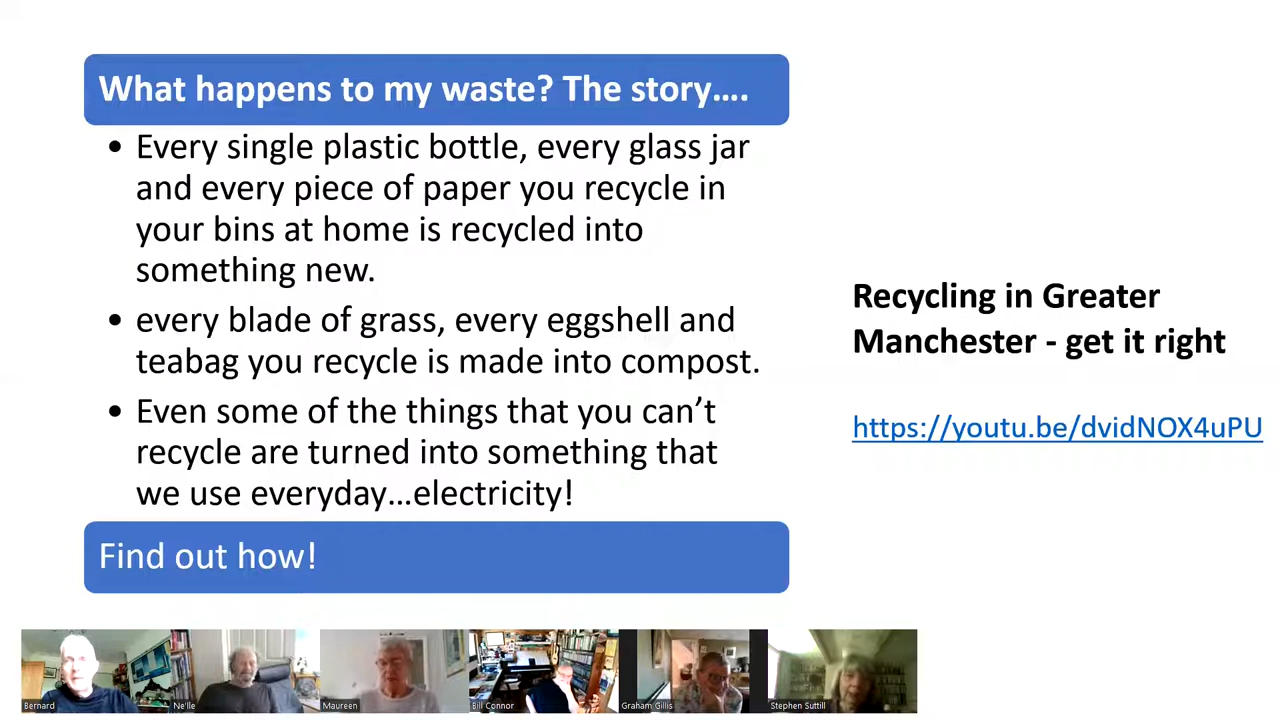 What happens to my waste? The story....
• Every single plastic bottle, every glass jar
and every piece of paper you recycle in
your bins at home is recycled into
something new.
• every blade of grass, every eggshell and
teabag you recycle is made into compost.
• Even some of the things that you can’t
recycle are turned into something that
we use everyday...electricity!
Find out how!
Recycling in Greater
Manchester - get it right
https://youtu.be/dvidNOX4uPU
Bernard
Ne'lle
Maureen
Bill Connor
Graham Gillis
Stephen Suttill